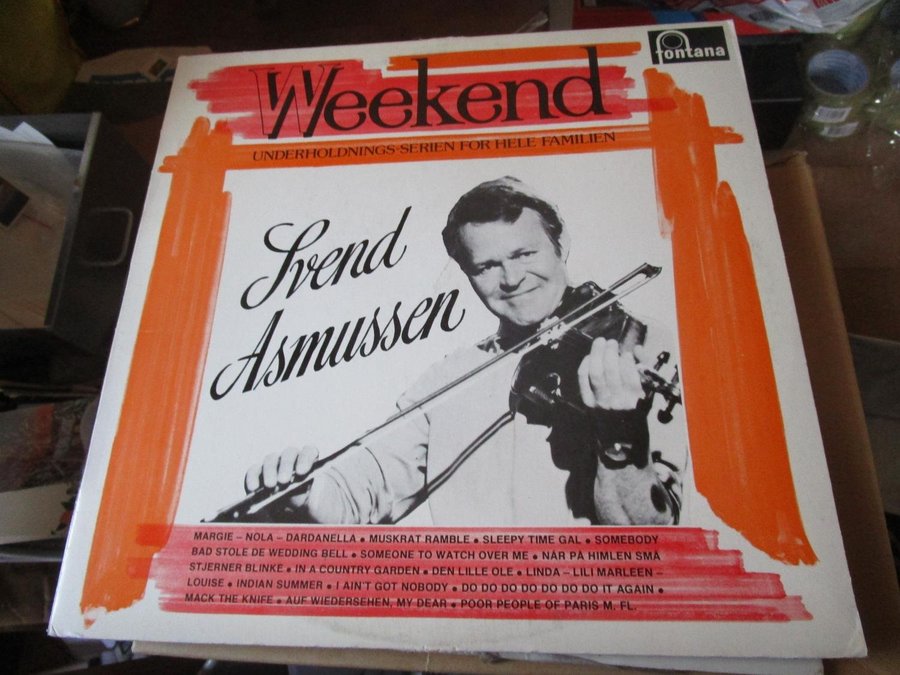 fontana
Weekend
UNDERHOLDNINGS-SERIEN FOR HELE FAMILIEN
Svend
Asmussen
MARGIE – NOLA – DARDANELLA • MUSKRAT RAMBLE • SLEEPY TIME GAL • SOMEBODY
BAD STOLE DE WEDDING BELL • SOMEONE TO WATCH OVER ME • NÅR PÅ HIMLEN SMÅ
STJERNER BLINKE • IN A COUNTRY GARDEN • DEN LILLE OLE • LINDA – LILI MARLEEN –
LOUISE • INDIAN SUMMER • I AIN'T GOT NOBODY • DO DO DO DO DO DO DO IT AGAIN •
MACK THE KNIFE • AUF WIEDERSEHEN, MY DEAR • POOR PEOPLE OF PARIS M. FL.